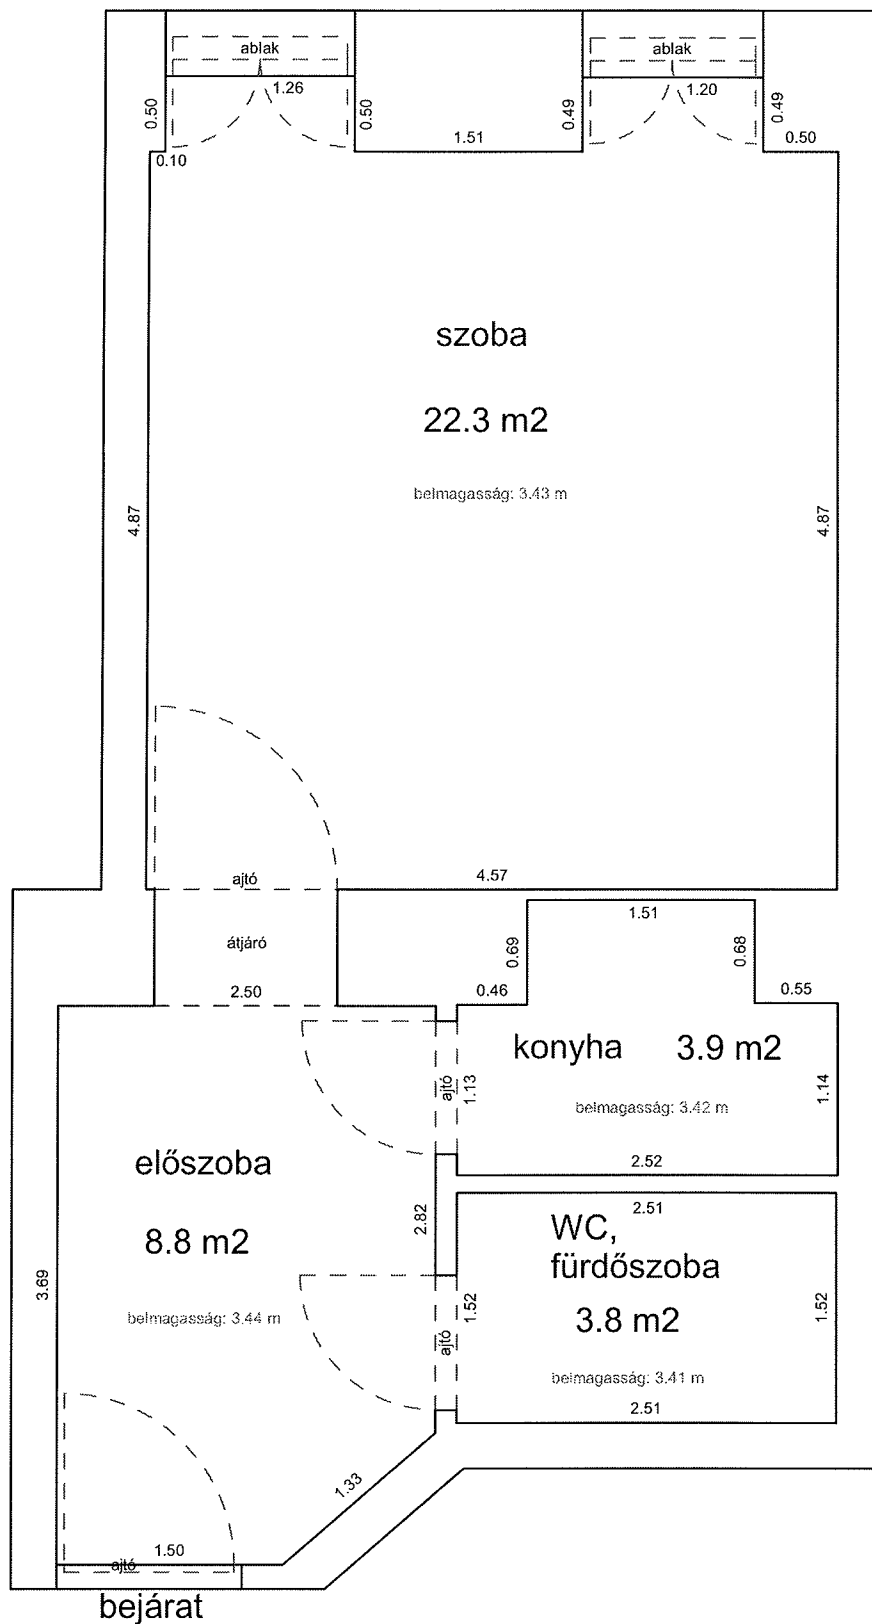 ablak
ablak
1.26
1.20
0.50
0.50
0.49
0.49
1.51
0.50
0.10
szoba
22.3 m2
belmagasság: 3.43 m
4.87
4.87
ajtó
4.57
átjáró
1.51
0.69
0.68
2.50
0.46
0.55
konyha 3.9 m2
ajtó
1.13
1.14
belmagasság: 3.42 m
2.52
előszoba
8.8 m2
2.82
2.51
WC,
fürdőszoba
3.8 m2
3.69
belmagasság: 3.44 m
ajtó
1.52
1.52
belmagasság: 3.41 m
2.51
1.33
1.50
ajtó
bejárat